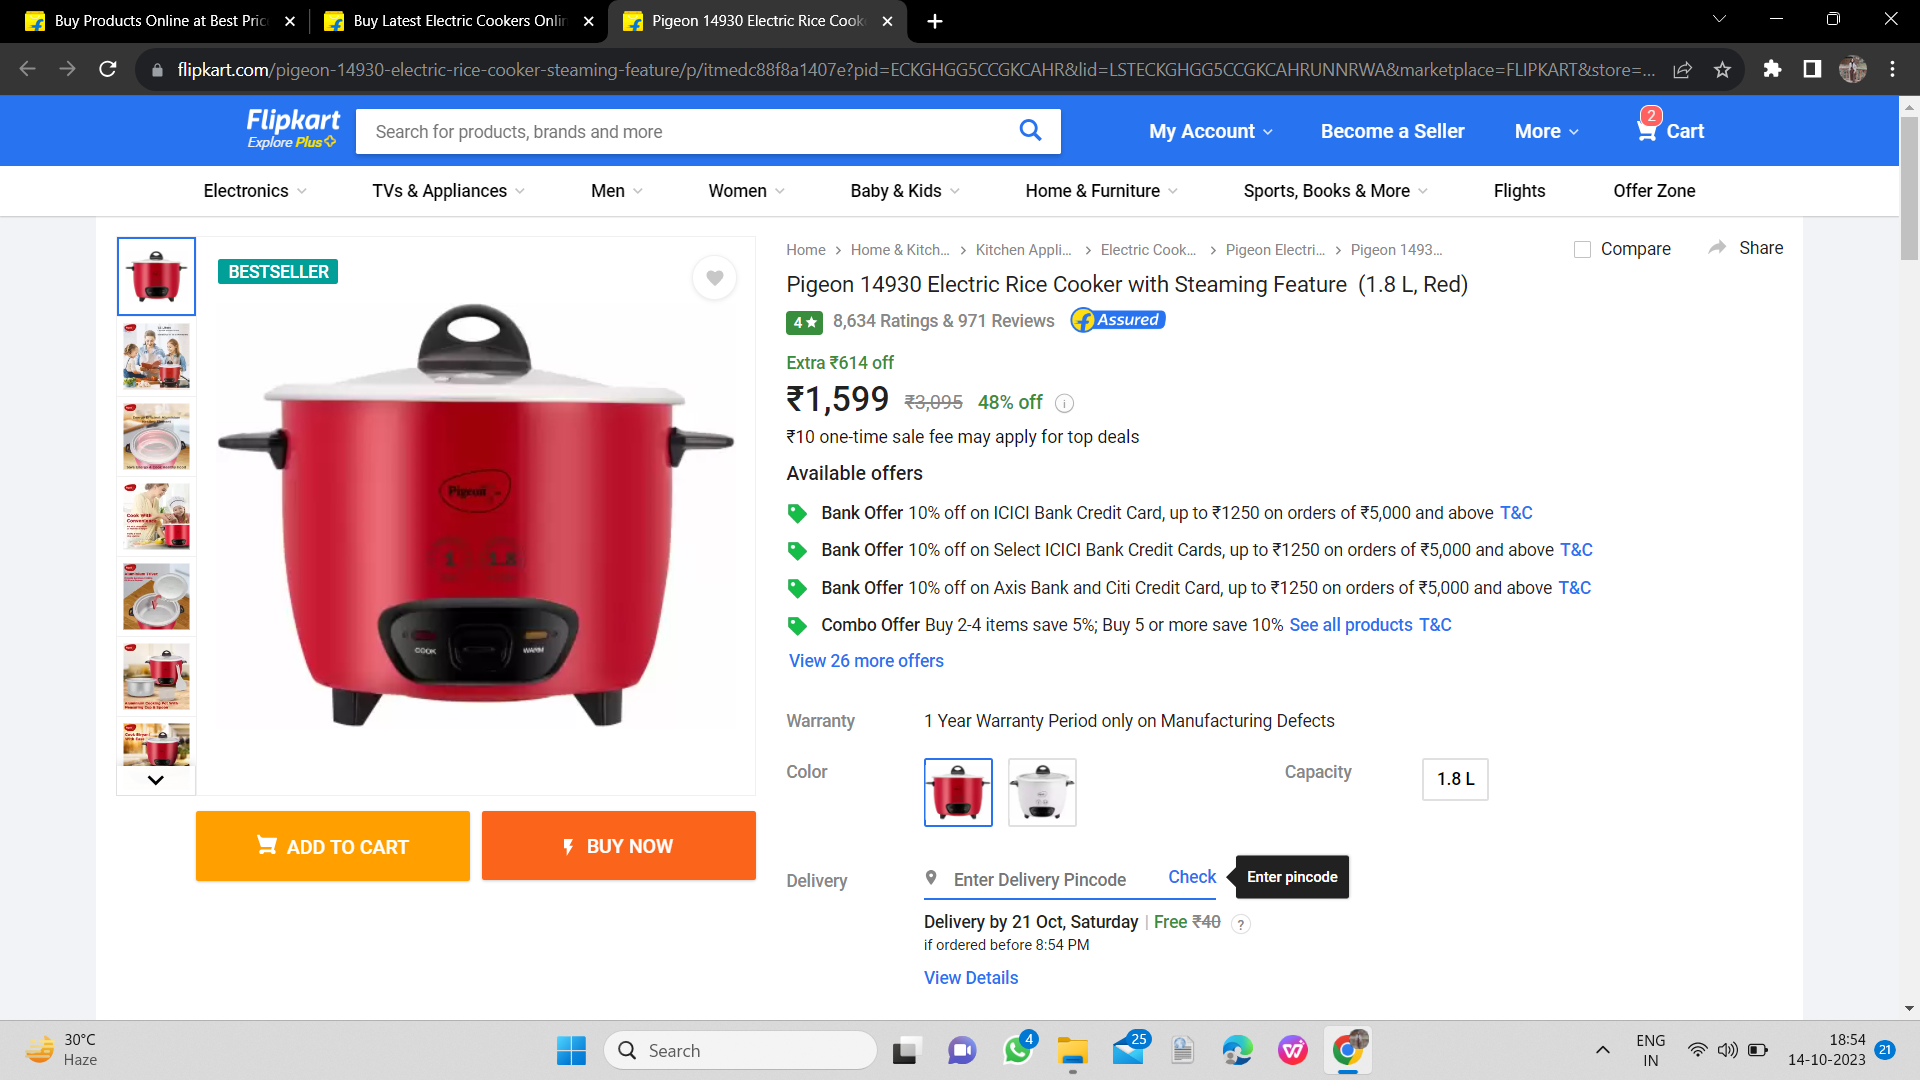 Buy Products Online at Best Pric
Buy Latest Electric Cookers Onlin
Pigeon 14930 Electric Rice Cook
flipkart.com/pigeon-14930-electric-rice-cooker-steaming-feature/p/itmedc88f8a1407e?pid=ECKGHGG5CCGKCAHR&lid=LSTECKGHGG5CCGKCAHRUNNRWA&marketplace=FLIPKART&store=...
Flipkart
Explore Plus
Search for products, brands and more
My Account
Become a Seller
More
2
Cart
Electronics
TVs & Appliances
Men
Women
Baby & Kids
Home & Furniture
Sports, Books & More
Flights
Offer Zone
BESTSELLER
Home
Home & Kitch...
Kitchen Appli...
Electric Cook...
Pigeon Electri...
Pigeon 1493...
Compare
Share
Pigeon 14930 Electric Rice Cooker with Steaming Feature (1.8 L, Red)
4★ 8,634 Ratings & 971 Reviews
Assured
Extra ₹614 off
₹1,599 ₹3,095 48% off
₹10 one-time sale fee may apply for top deals
Available offers
Bank Offer 10% off on ICICI Bank Credit Card, up to ₹1250 on orders of ₹5,000 and above T&C
Bank Offer 10% off on Select ICICI Bank Credit Cards, up to ₹1250 on orders of ₹5,000 and above T&C
Bank Offer 10% off on Axis Bank and Citi Credit Card, up to ₹1250 on orders of ₹5,000 and above T&C
Combo Offer Buy 2-4 items save 5%; Buy 5 or more save 10% See all products T&C
View 26 more offers
Pigeon
COOK
WARM
Warranty
1 Year Warranty Period only on Manufacturing Defects
Color
Capacity
1.8 L
ADD TO CART
BUY NOW
Delivery
Enter Delivery Pincode
Check
Enter pincode
Delivery by 21 Oct, Saturday | Free ₹40 ?
if ordered before 8:54 PM
View Details
30°C
Haze
Search
4
25
ENG
IN
18:54
14-10-2023
21